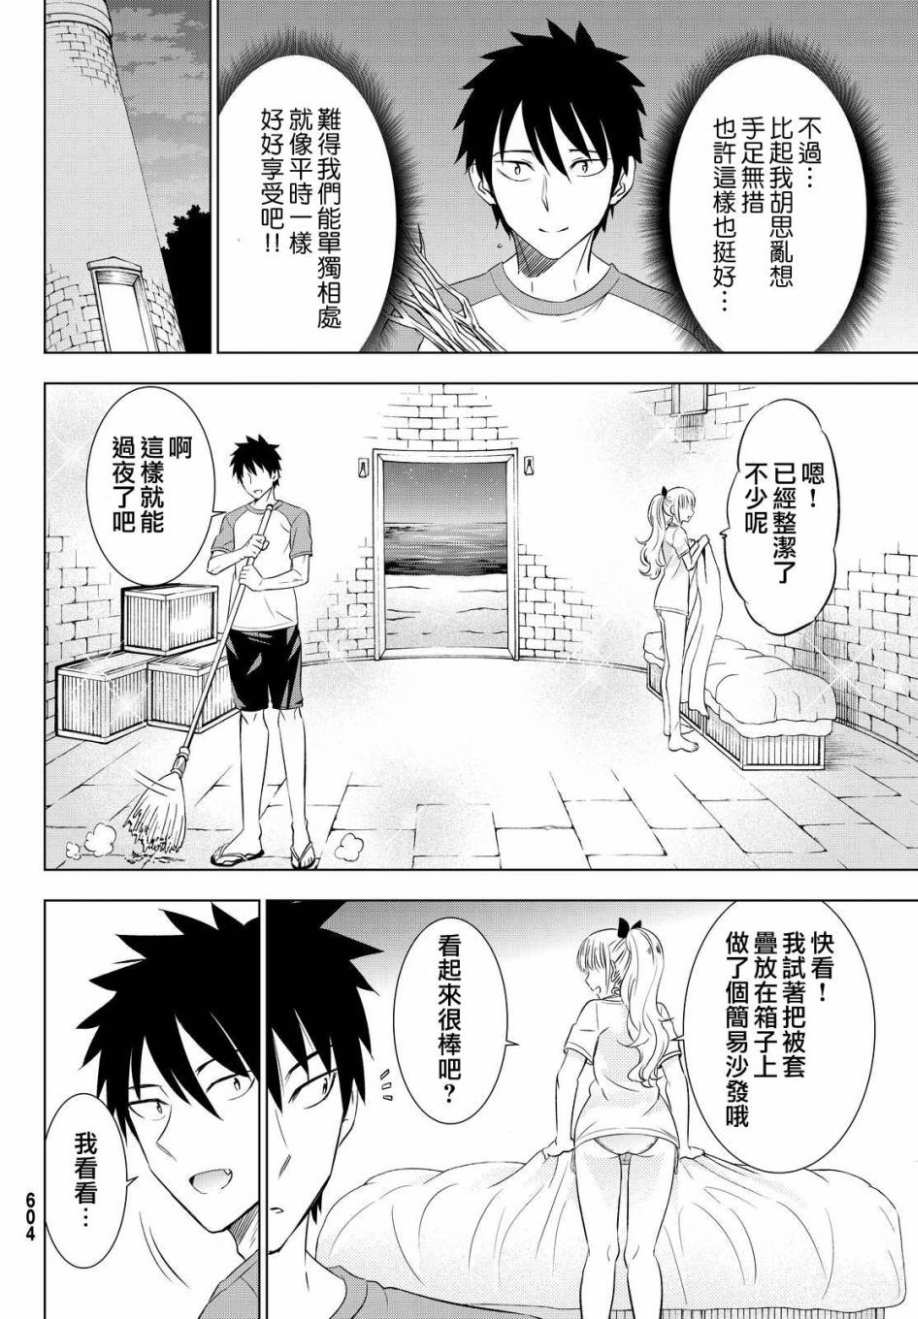 不過…
比起我胡思亂想
手足無措
也許這樣也挺好…
難得我們能單獨相處
就像平時一樣
好好享受吧!!
嗯！
已經整潔了
不少呢
啊
這樣就能
過夜了吧
快看！
我試著把被套
疊放在箱子上
做了個簡易沙發哦
看起來很棒吧?
我看看…
604